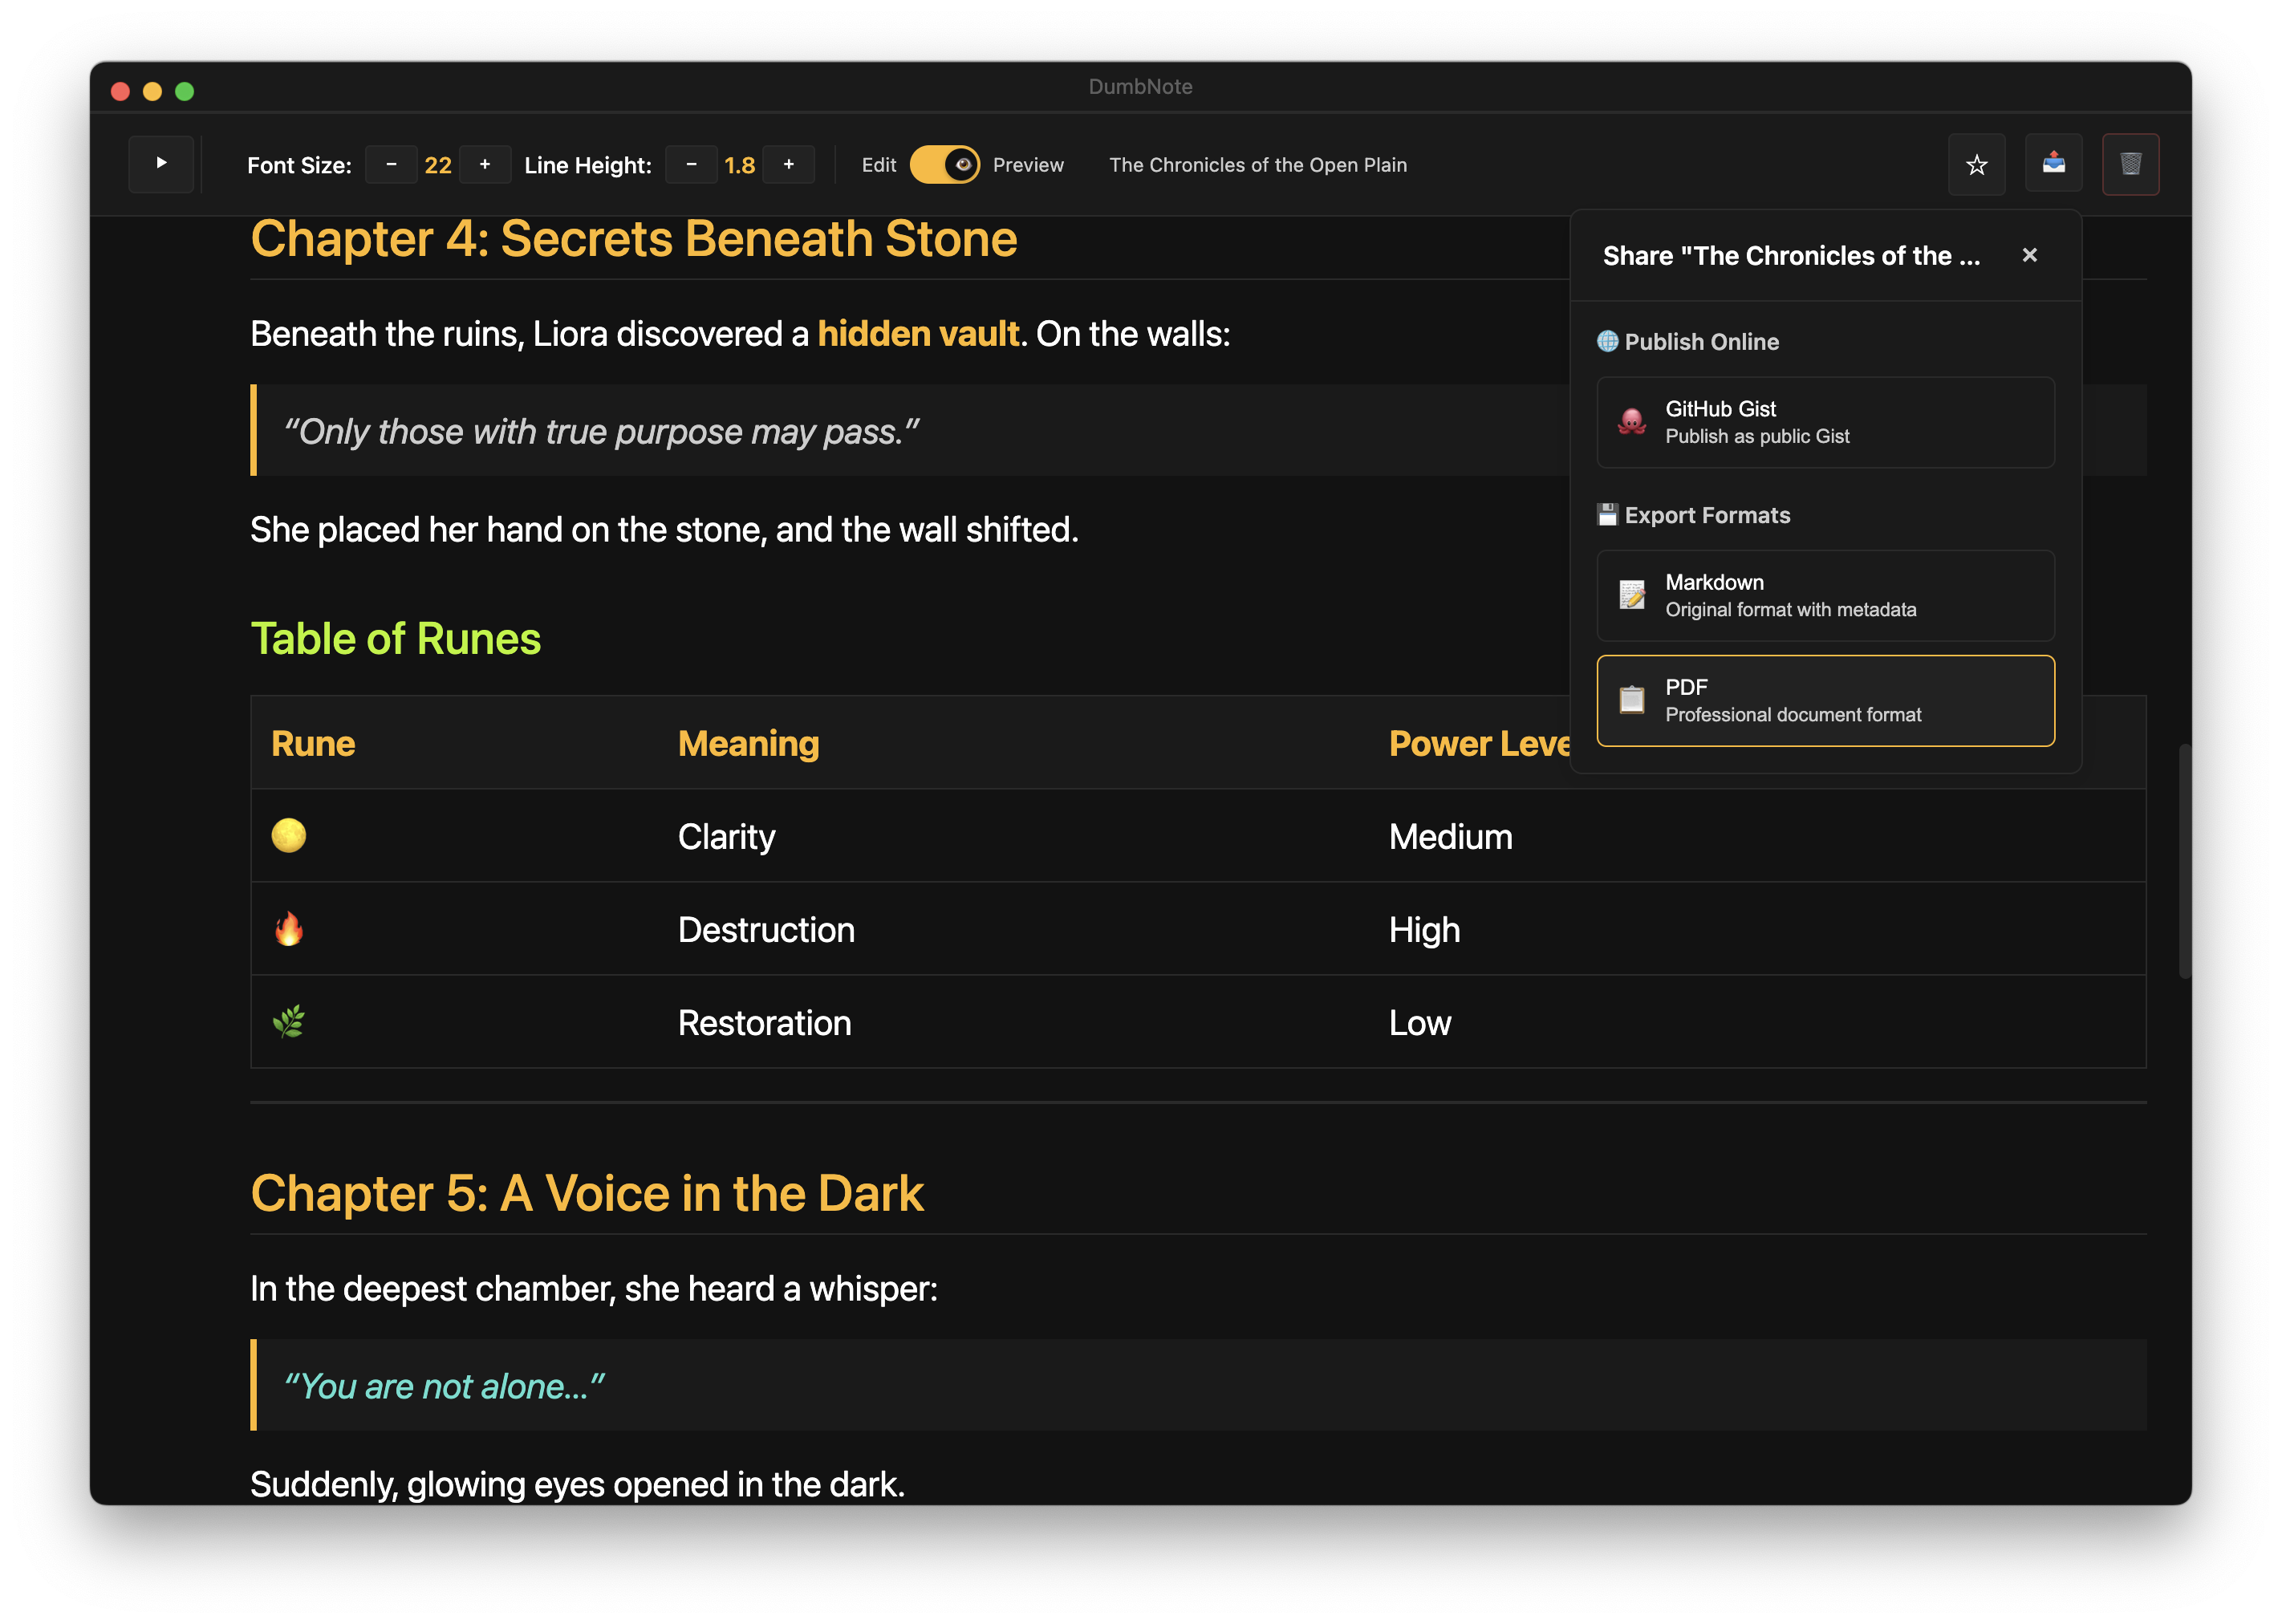 DumbNote
Font Size: − 22 + Line Height: − 1.8 + Edit Preview The Chronicles of the Open Plain
Chapter 4: Secrets Beneath Stone
Beneath the ruins, Liora discovered a hidden vault. On the walls:
“Only those with true purpose may pass.”
She placed her hand on the stone, and the wall shifted.
Table of Runes
Rune Meaning Power Leve
Clarity Medium
Destruction High
Restoration Low
Chapter 5: A Voice in the Dark
In the deepest chamber, she heard a whisper:
“You are not alone…”
Suddenly, glowing eyes opened in the dark.
Share "The Chronicles of the ... ×
Publish Online
GitHub Gist
Publish as public Gist
Export Formats
Markdown
Original format with metadata
PDF
Professional document format